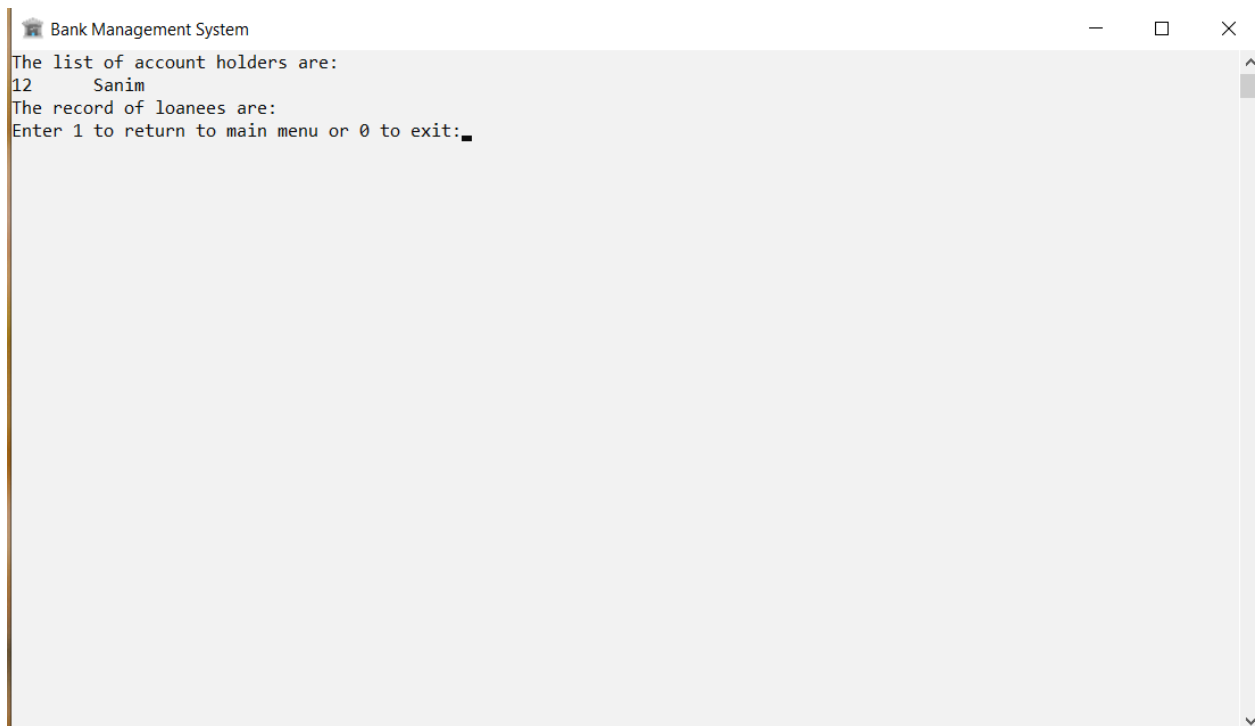 Bank Management System
The list of account holders are:
12      Sanim
The record of loanees are:
Enter 1 to return to main menu or 0 to exit: